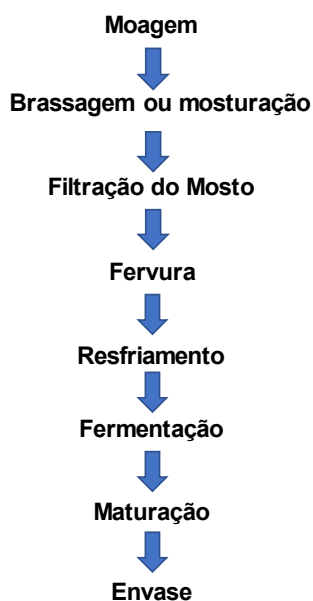 Moagem
Brassagem ou mosturação
Filtração do Mosto
Fervura
Resfriamento
Fermentação
Maturação
Envase